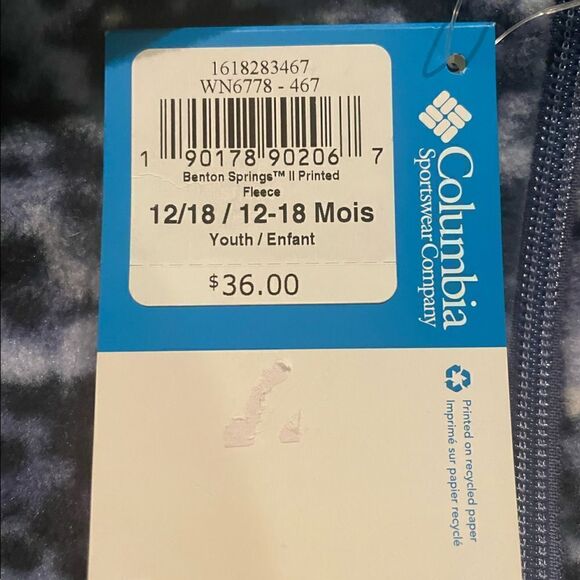 1618283467
WN6778 - 467
1 90178 90206 7
Benton Springs™ II Printed
Fleece
12/18 / 12-18 Mois
Youth / Enfant
$36.00
Columbia
Sportswear Company
Printed on recycled paper
Imprimé sur papier recyclé